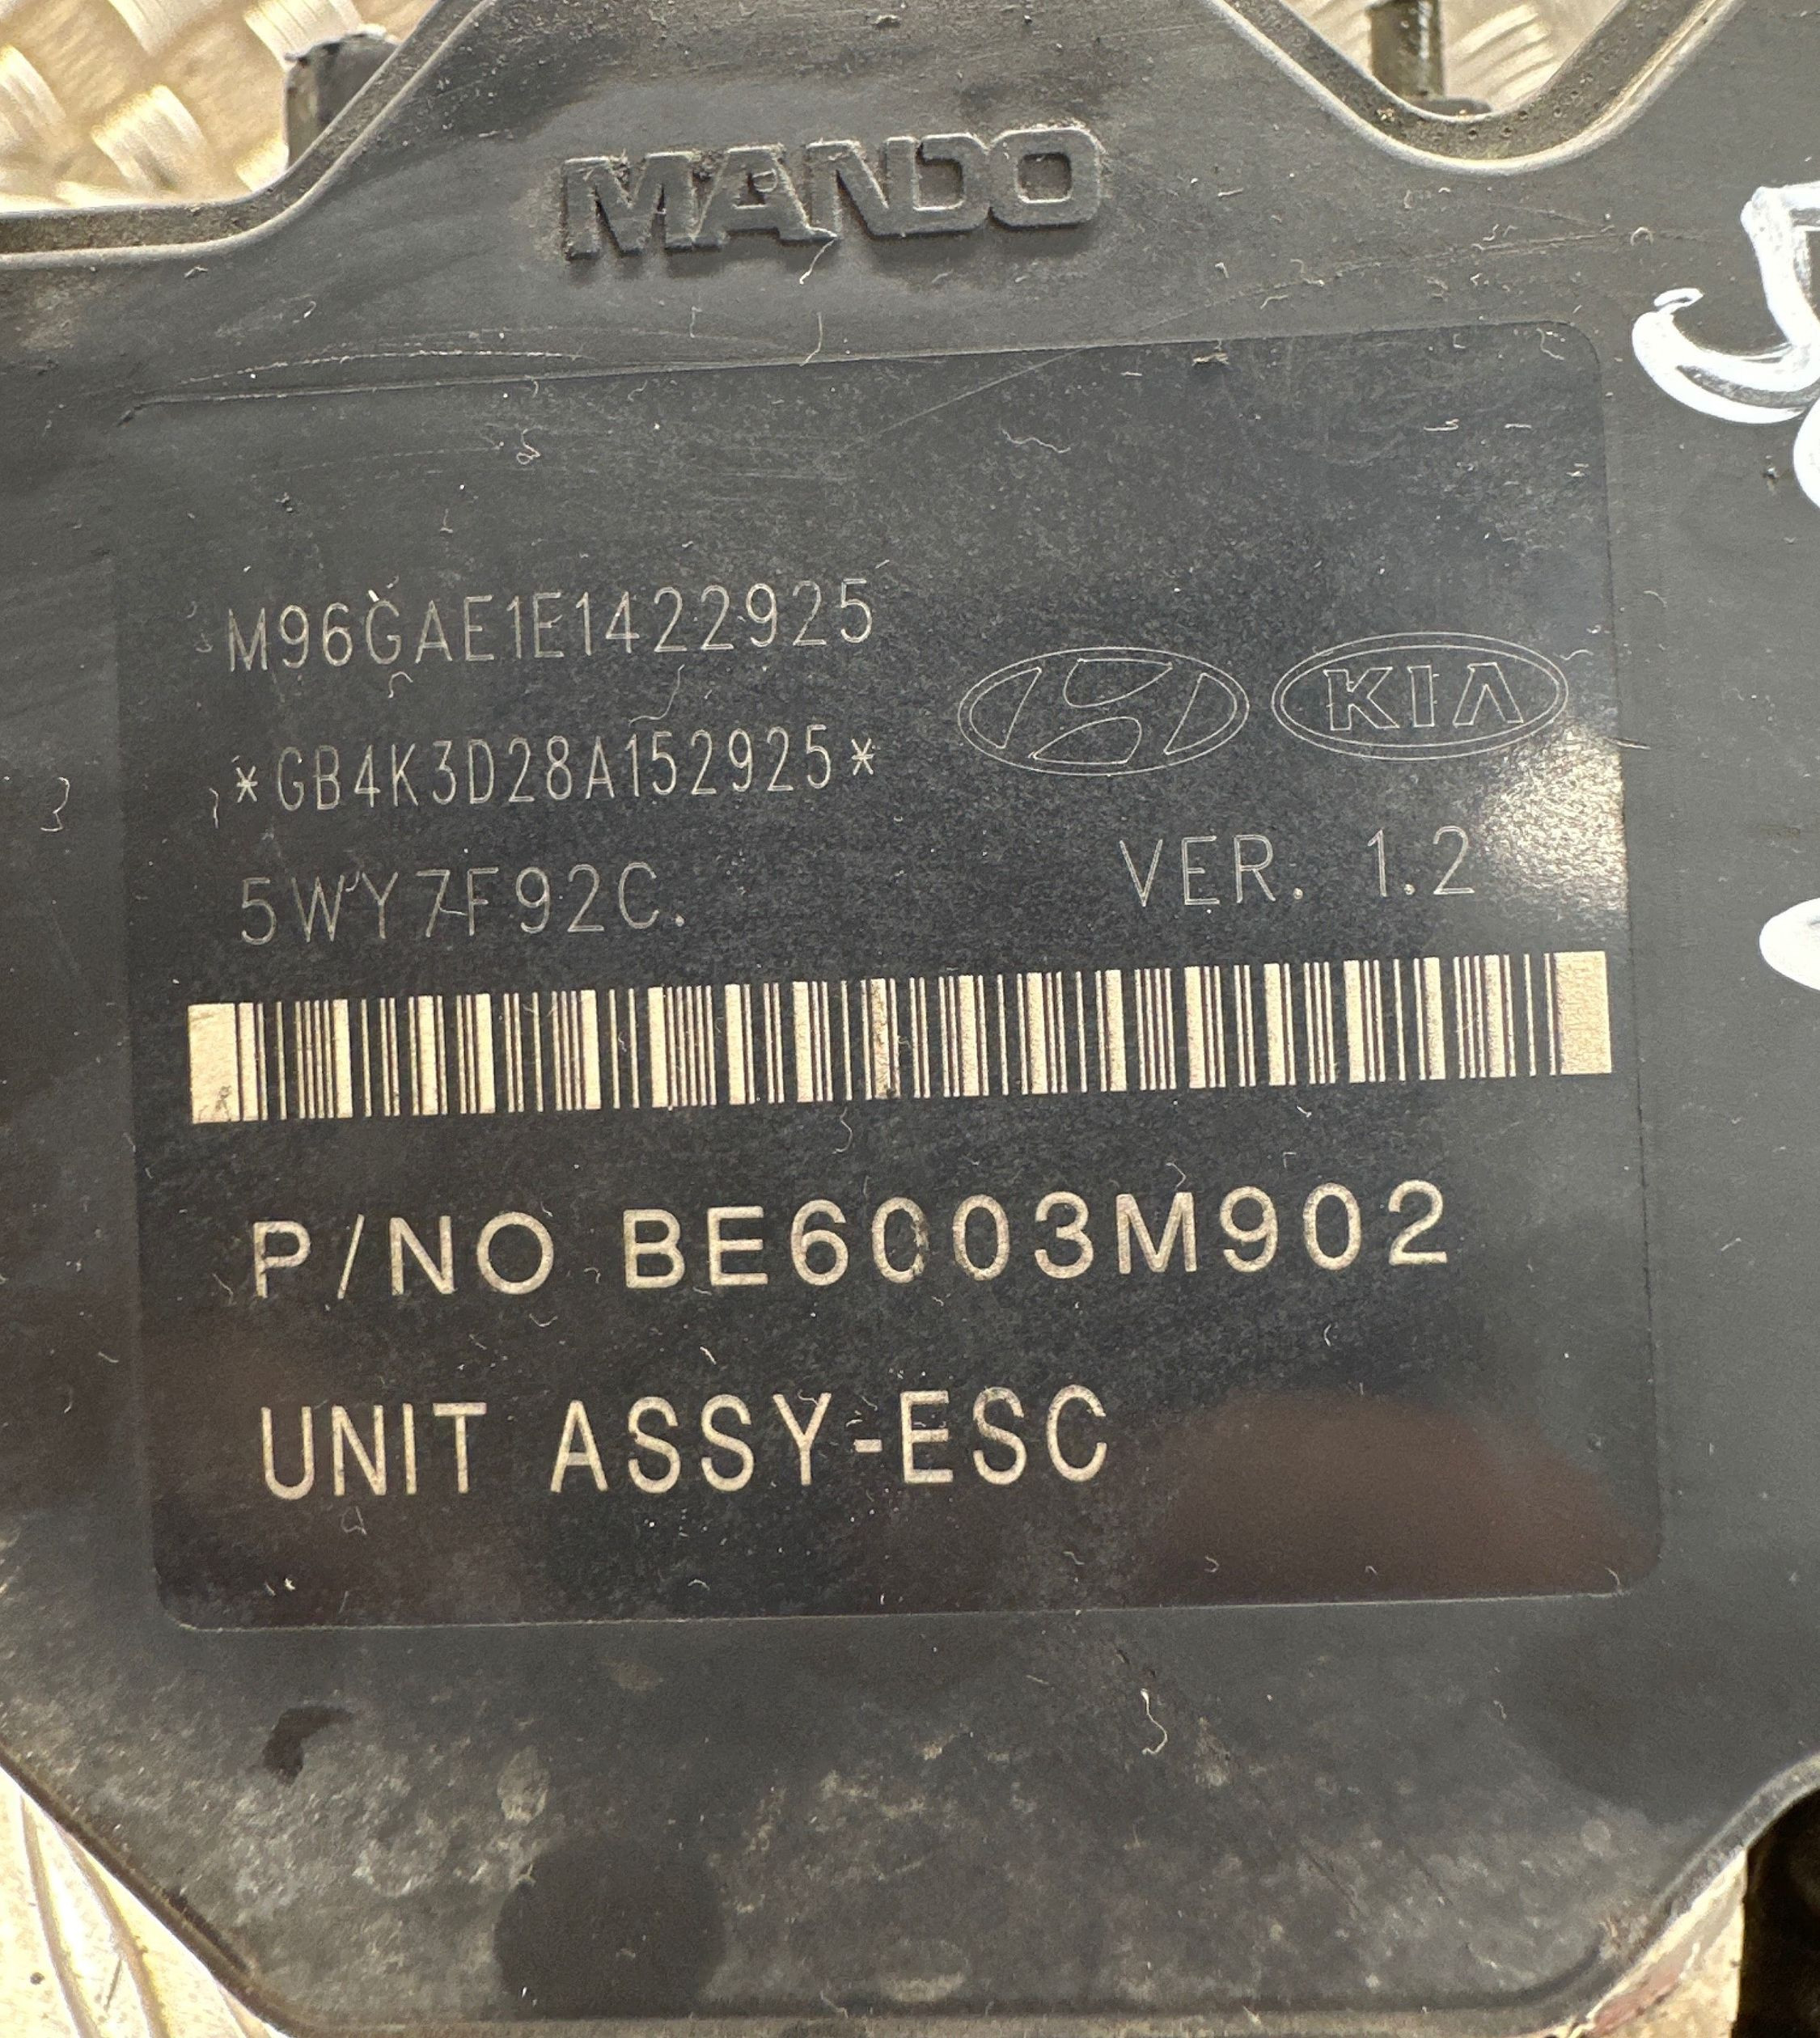 MANDO
M96GAE1E1422925
KIA
*GB4K3D28A152925*
5WY7F92C.
VER. 1.2
P/NO BE6003M902
UNIT ASSY-ESC